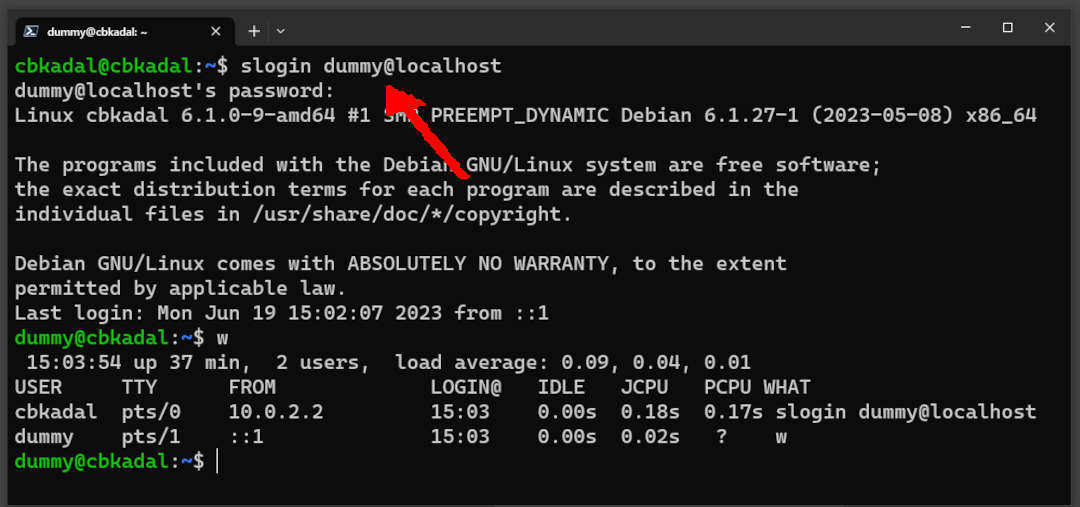 dummy@cbkadal: ~
cbkadal@cbkadal:~$ slogin dummy@localhost
dummy@localhost's password:
Linux cbkadal 6.1.0-9-amd64 #1 SMP PREEMPT_DYNAMIC Debian 6.1.27-1 (2023-05-08) x86_64
The programs included with the Debian GNU/Linux system are free software;
the exact distribution terms for each program are described in the
individual files in /usr/share/doc/*/copyright.
Debian GNU/Linux comes with ABSOLUTELY NO WARRANTY, to the extent
permitted by applicable law.
Last login: Mon Jun 19 15:02:07 2023 from ::1
dummy@cbkadal:~$ w
15:03:54 up 37 min, 2 users, load average: 0.09, 0.04, 0.01
USER TTY FROM LOGIN@ IDLE JCPU PCPU WHAT
cbkadal pts/0 10.0.2.2 15:03 0.00s 0.18s 0.17s slogin dummy@localhost
dummy pts/1 ::1 15:03 0.00s 0.02s ? w
dummy@cbkadal:~$